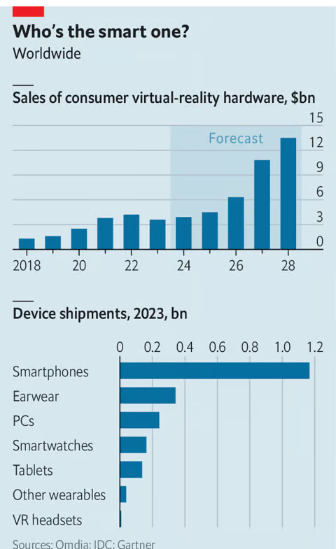 Who's the smart one?
Worldwide
Sales of consumer virtual-reality hardware, $bn
15
Forecast
12
9
6
3
0
2018 20 22 24 26 28
Device shipments, 2023, bn
0 0.2 0.4 0.6 0.8 1.0 1.2
Smartphones
Earwear
PCs
Smartwatches
Tablets
Other wearables
VR headsets
Sources: Omdia; IDC; Gartner